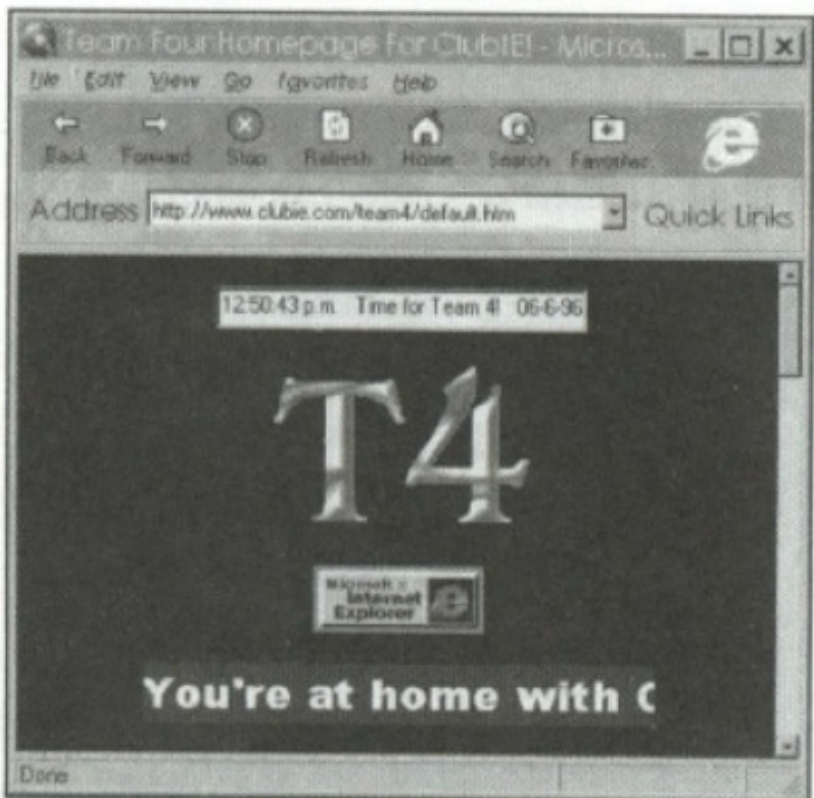 Team Four Homepage for ClubIE! - Micros...
File Edit View Go Favorites Help
Back Forward Stop Refresh Home Search Favorites
Address http://www.clubie.com/team4/default.htm Quick Links
12:50:43 p.m. Time for Team 4! 06-6-96
T4
Microsoft
Internet
Explorer
You're at home with C
Done